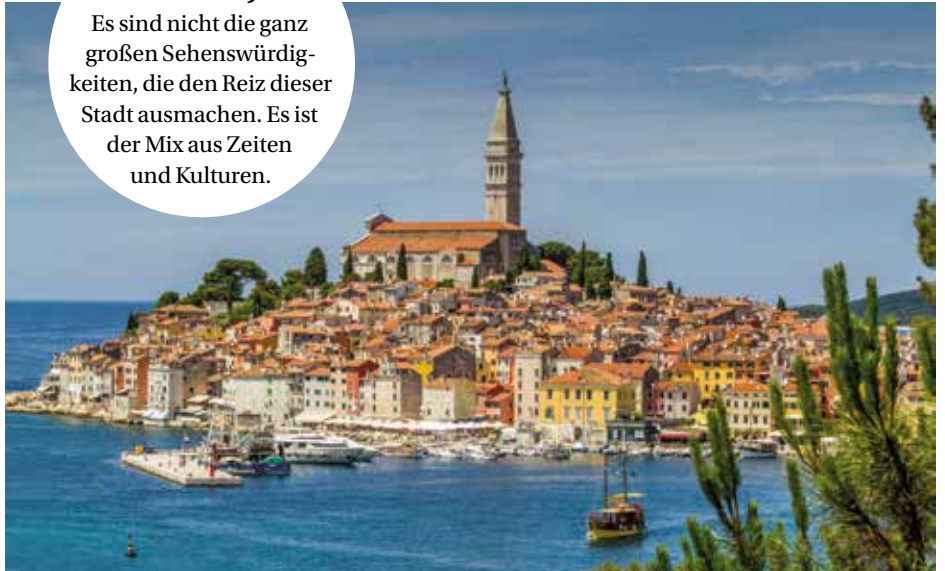 Es sind nicht die ganz
großen Sehenswürdig-
keiten, die den Reiz dieser
Stadt ausmachen. Es ist
der Mix aus Zeiten
und Kulturen.